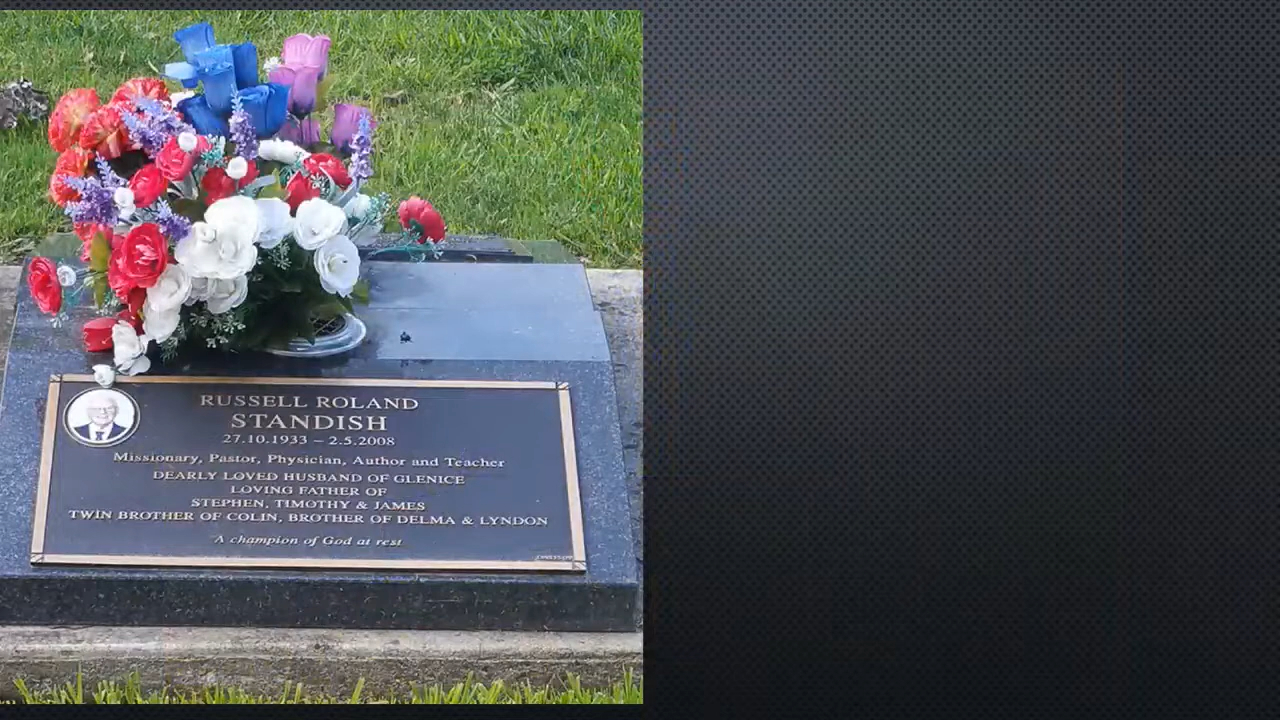 RUSSELL ROLAND
STANDISH
27.10.1933 – 2.5.2008
Missionary, Pastor, Physician, Author and Teacher
DEARLY LOVED HUSBAND OF GLENICE
LOVING FATHER OF
STEPHEN, TIMOTHY & JAMES
TWIN BROTHER OF COLIN, BROTHER OF DELMA & LYNDON
A champion of God at rest